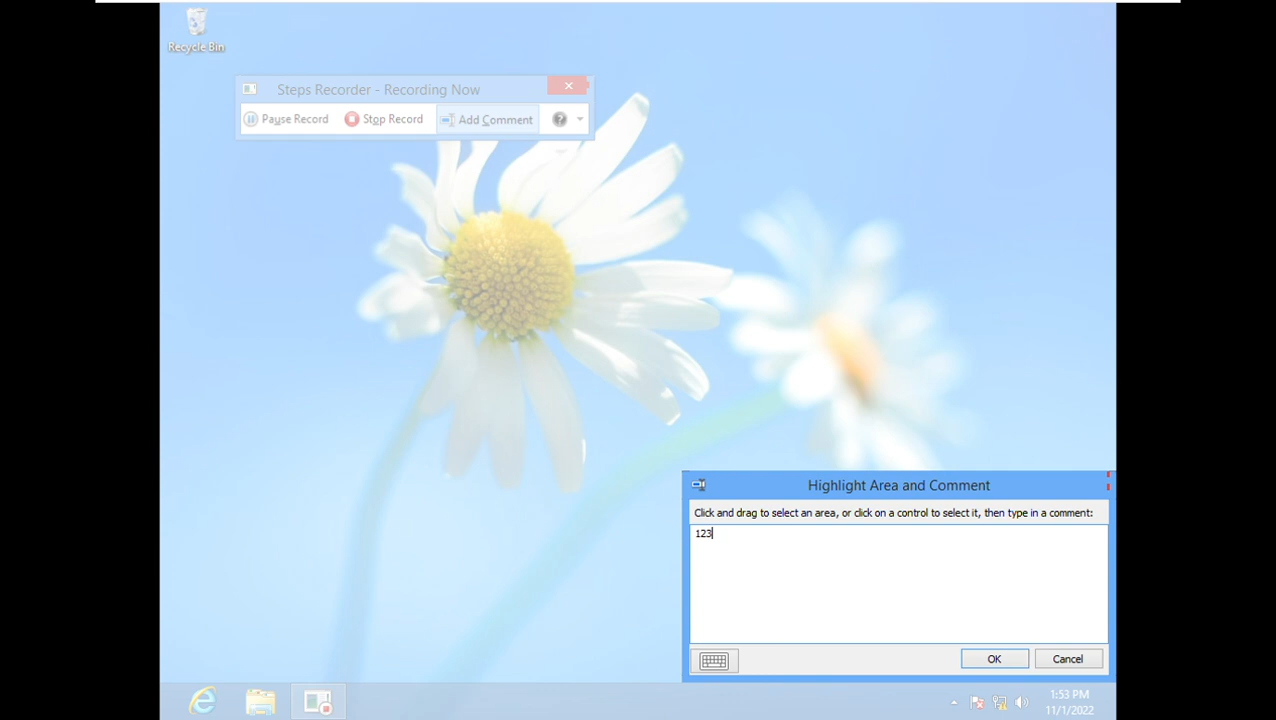 Recycle Bin
Steps Recorder - Recording Now
Pause Record
Stop Record
Add Comment
Highlight Area and Comment
Click and drag to select an area, or click on a control to select it, then type in a comment:
123
OK
Cancel
1:53 PM
11/1/2022